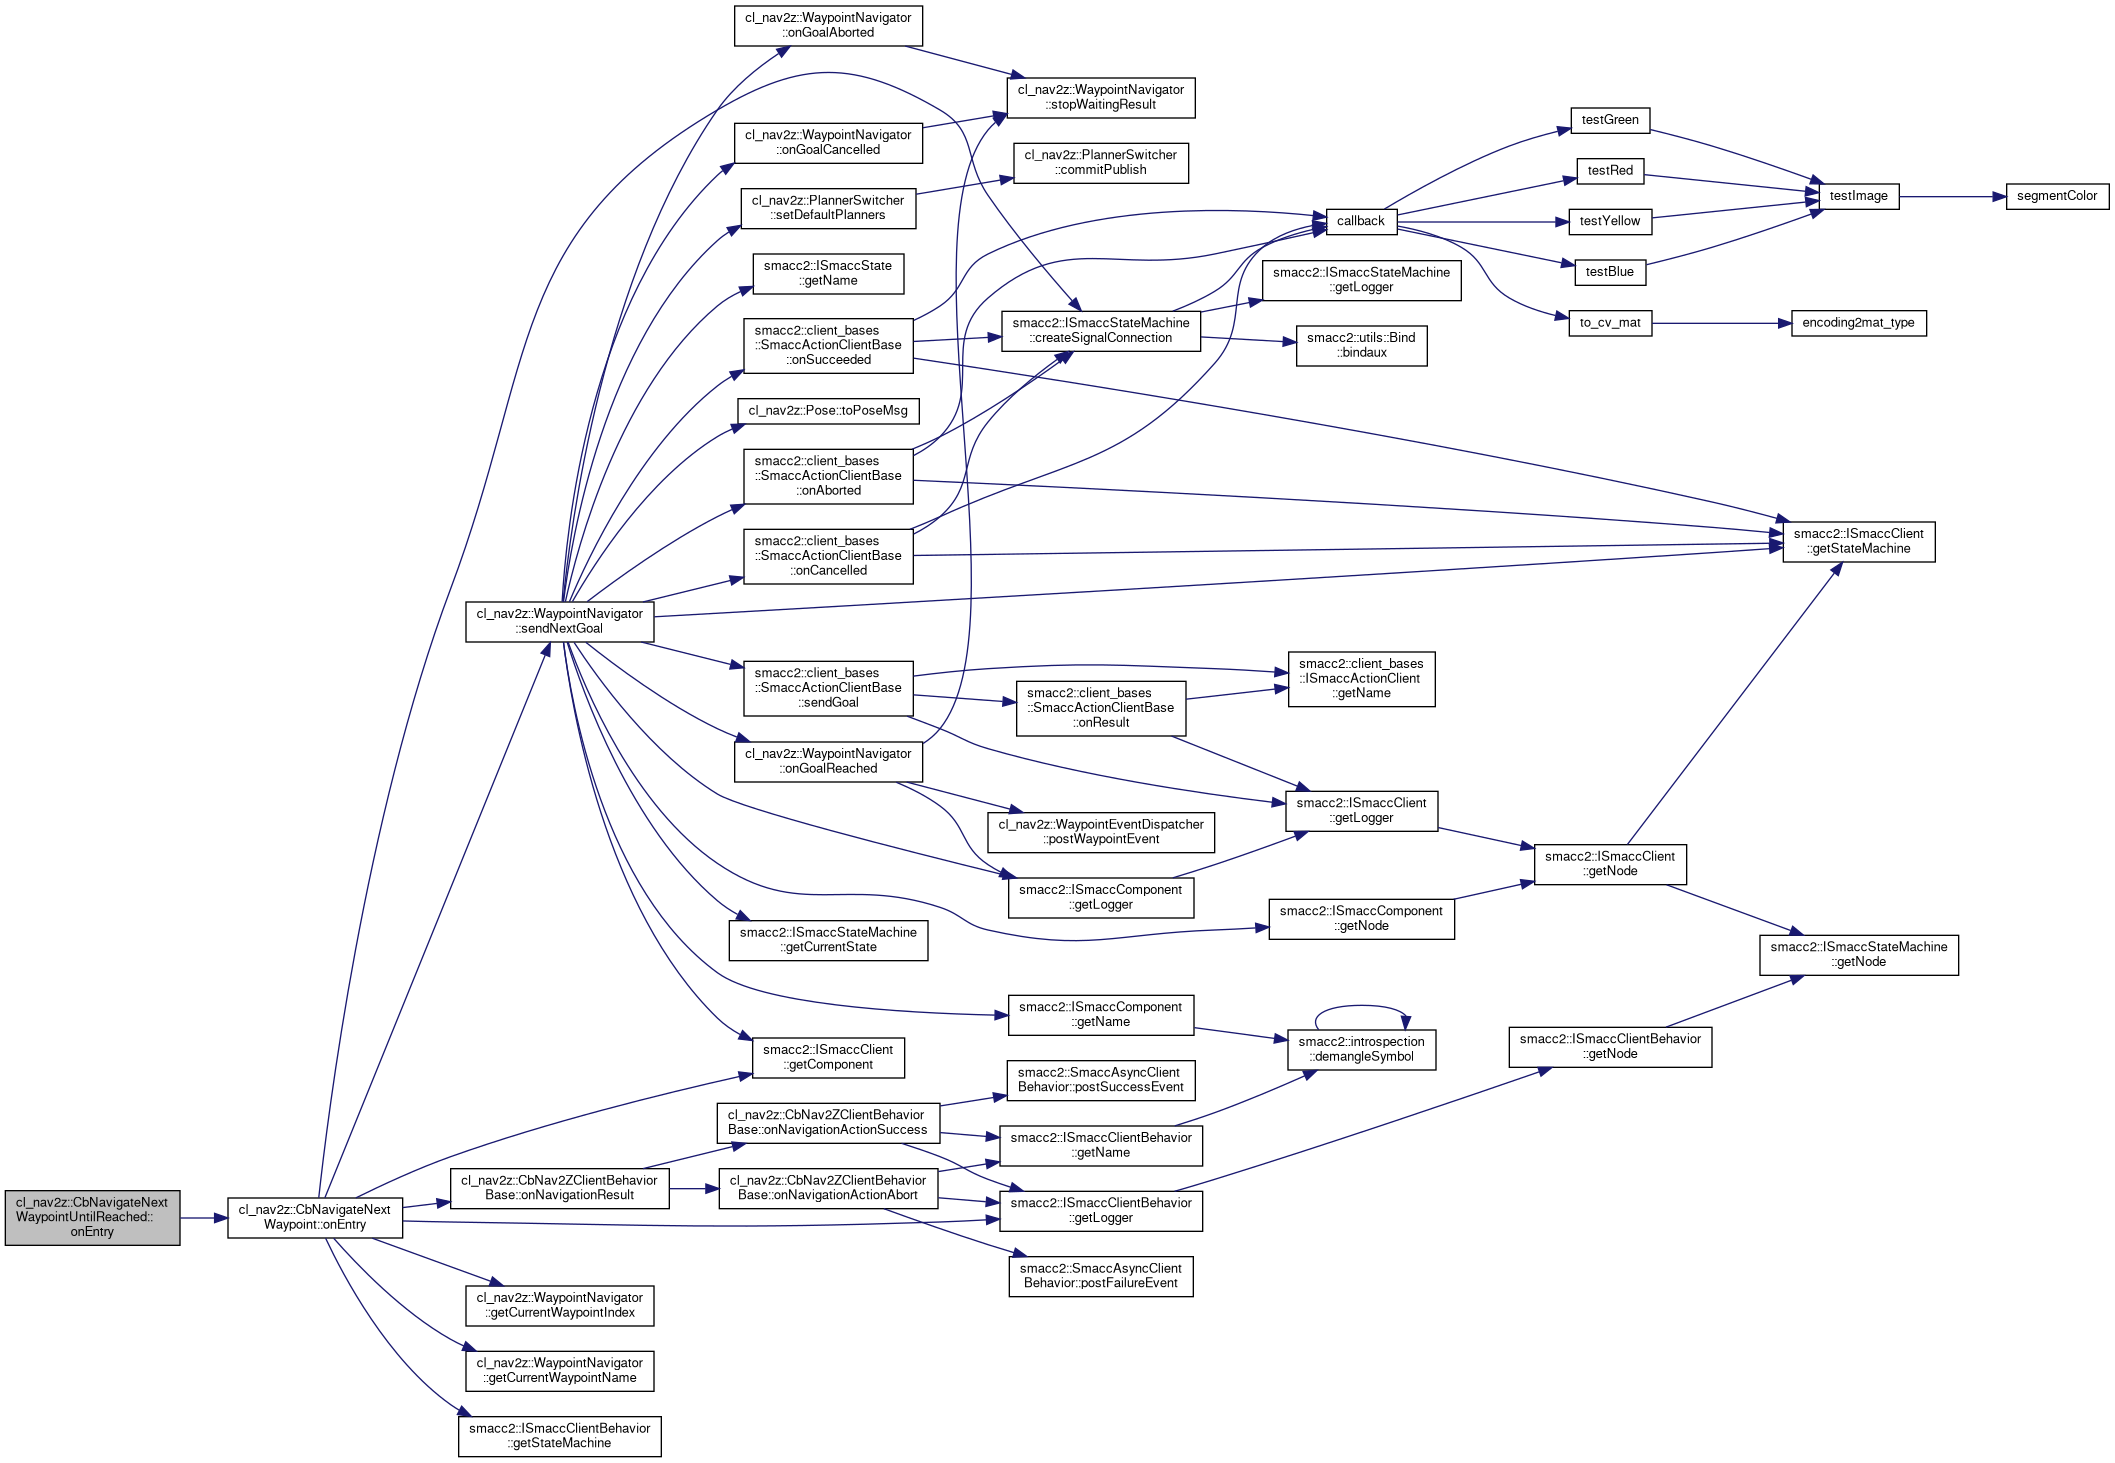 cl_nav2z::WaypointNavigator
::onGoalAborted
cl_nav2z::WaypointNavigator
::stopWaitingResult
cl_nav2z::WaypointNavigator
::onGoalCancelled
cl_nav2z::PlannerSwitcher
::commitPublish
cl_nav2z::PlannerSwitcher
::setDefaultPlanners
testGreen
testRed
testYellow
testBlue
testImage
segmentColor
callback
smacc2::ISmaccState
::getName
smacc2::ISmaccStateMachine
::getLogger
smacc2::client_bases
::SmaccActionClientBase
::onSucceeded
smacc2::ISmaccStateMachine
::createSignalConnection
smacc2::utils::Bind
::bindaux
to_cv_mat
encoding2mat_type
cl_nav2z::Pose::toPoseMsg
smacc2::client_bases
::SmaccActionClientBase
::onAborted
smacc2::client_bases
::SmaccActionClientBase
::onCancelled
smacc2::ISmaccClient
::getStateMachine
cl_nav2z::WaypointNavigator
::sendNextGoal
smacc2::client_bases
::SmaccActionClientBase
::sendGoal
smacc2::client_bases
::SmaccActionClientBase
::onResult
smacc2::client_bases
::ISmaccActionClient
::getName
cl_nav2z::WaypointNavigator
::onGoalReached
cl_nav2z::WaypointEventDispatcher
::postWaypointEvent
smacc2::ISmaccClient
::getLogger
smacc2::ISmaccClient
::getNode
smacc2::ISmaccComponent
::getLogger
smacc2::ISmaccComponent
::getNode
smacc2::ISmaccStateMachine
::getCurrentState
smacc2::ISmaccStateMachine
::getNode
smacc2::ISmaccComponent
::getName
smacc2::introspection
::demangleSymbol
smacc2::ISmaccClientBehavior
::getNode
smacc2::ISmaccClient
::getComponent
smacc2::SmaccAsyncClient
Behavior::postSuccessEvent
cl_nav2z::CbNav2ZClientBehavior
Base::onNavigationActionSuccess
smacc2::ISmaccClientBehavior
::getName
cl_nav2z::CbNavigateNext
WaypointUntilReached::
onEntry
cl_nav2z::CbNavigateNext
Waypoint::onEntry
cl_nav2z::CbNav2ZClientBehavior
Base::onNavigationResult
cl_nav2z::CbNav2ZClientBehavior
Base::onNavigationActionAbort
smacc2::ISmaccClientBehavior
::getLogger
smacc2::SmaccAsyncClient
Behavior::postFailureEvent
cl_nav2z::WaypointNavigator
::getCurrentWaypointIndex
cl_nav2z::WaypointNavigator
::getCurrentWaypointName
smacc2::ISmaccClientBehavior
::getStateMachine